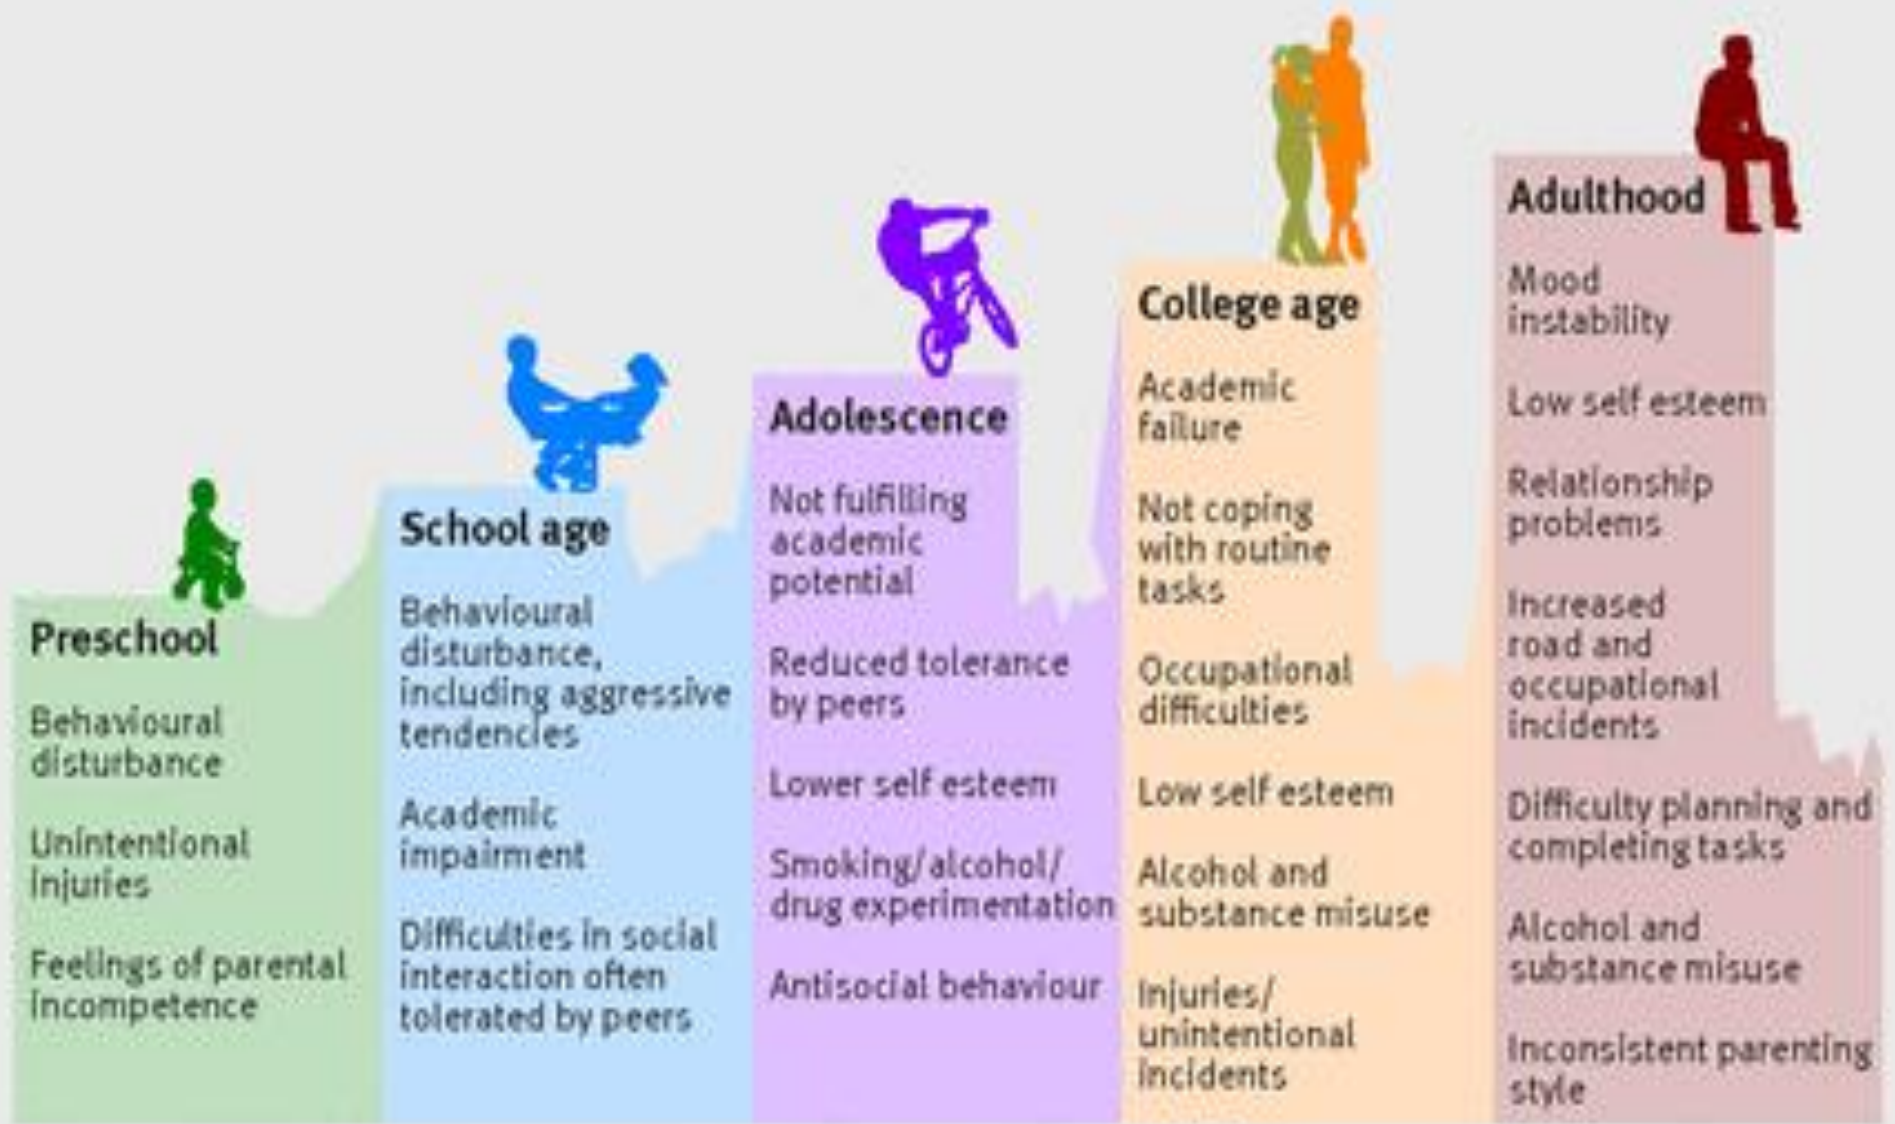 Preschool
Behavioural
disturbance
Unintentional
injuries
Feelings of parental
incompetence
School age
Behavioural
disturbance,
including aggressive
tendencies
Academic
impairment
Difficulties in social
interaction often
tolerated by peers
Adolescence
Not fulfilling
academic
potential
Reduced tolerance
by peers
Lower self esteem
Smoking/alcohol/
drug experimentation
Antisocial behaviour
College age
Academic
failure
Not coping
with routine
tasks
Occupational
difficulties
Low self esteem
Alcohol and
substance misuse
Injuries/
unintentional
incidents
Adulthood
Mood
instability
Low self esteem
Relationship
problems
Increased
road and
occupational
incidents
Difficulty planning and
completing tasks
Alcohol and
substance misuse
Inconsistent parenting
style